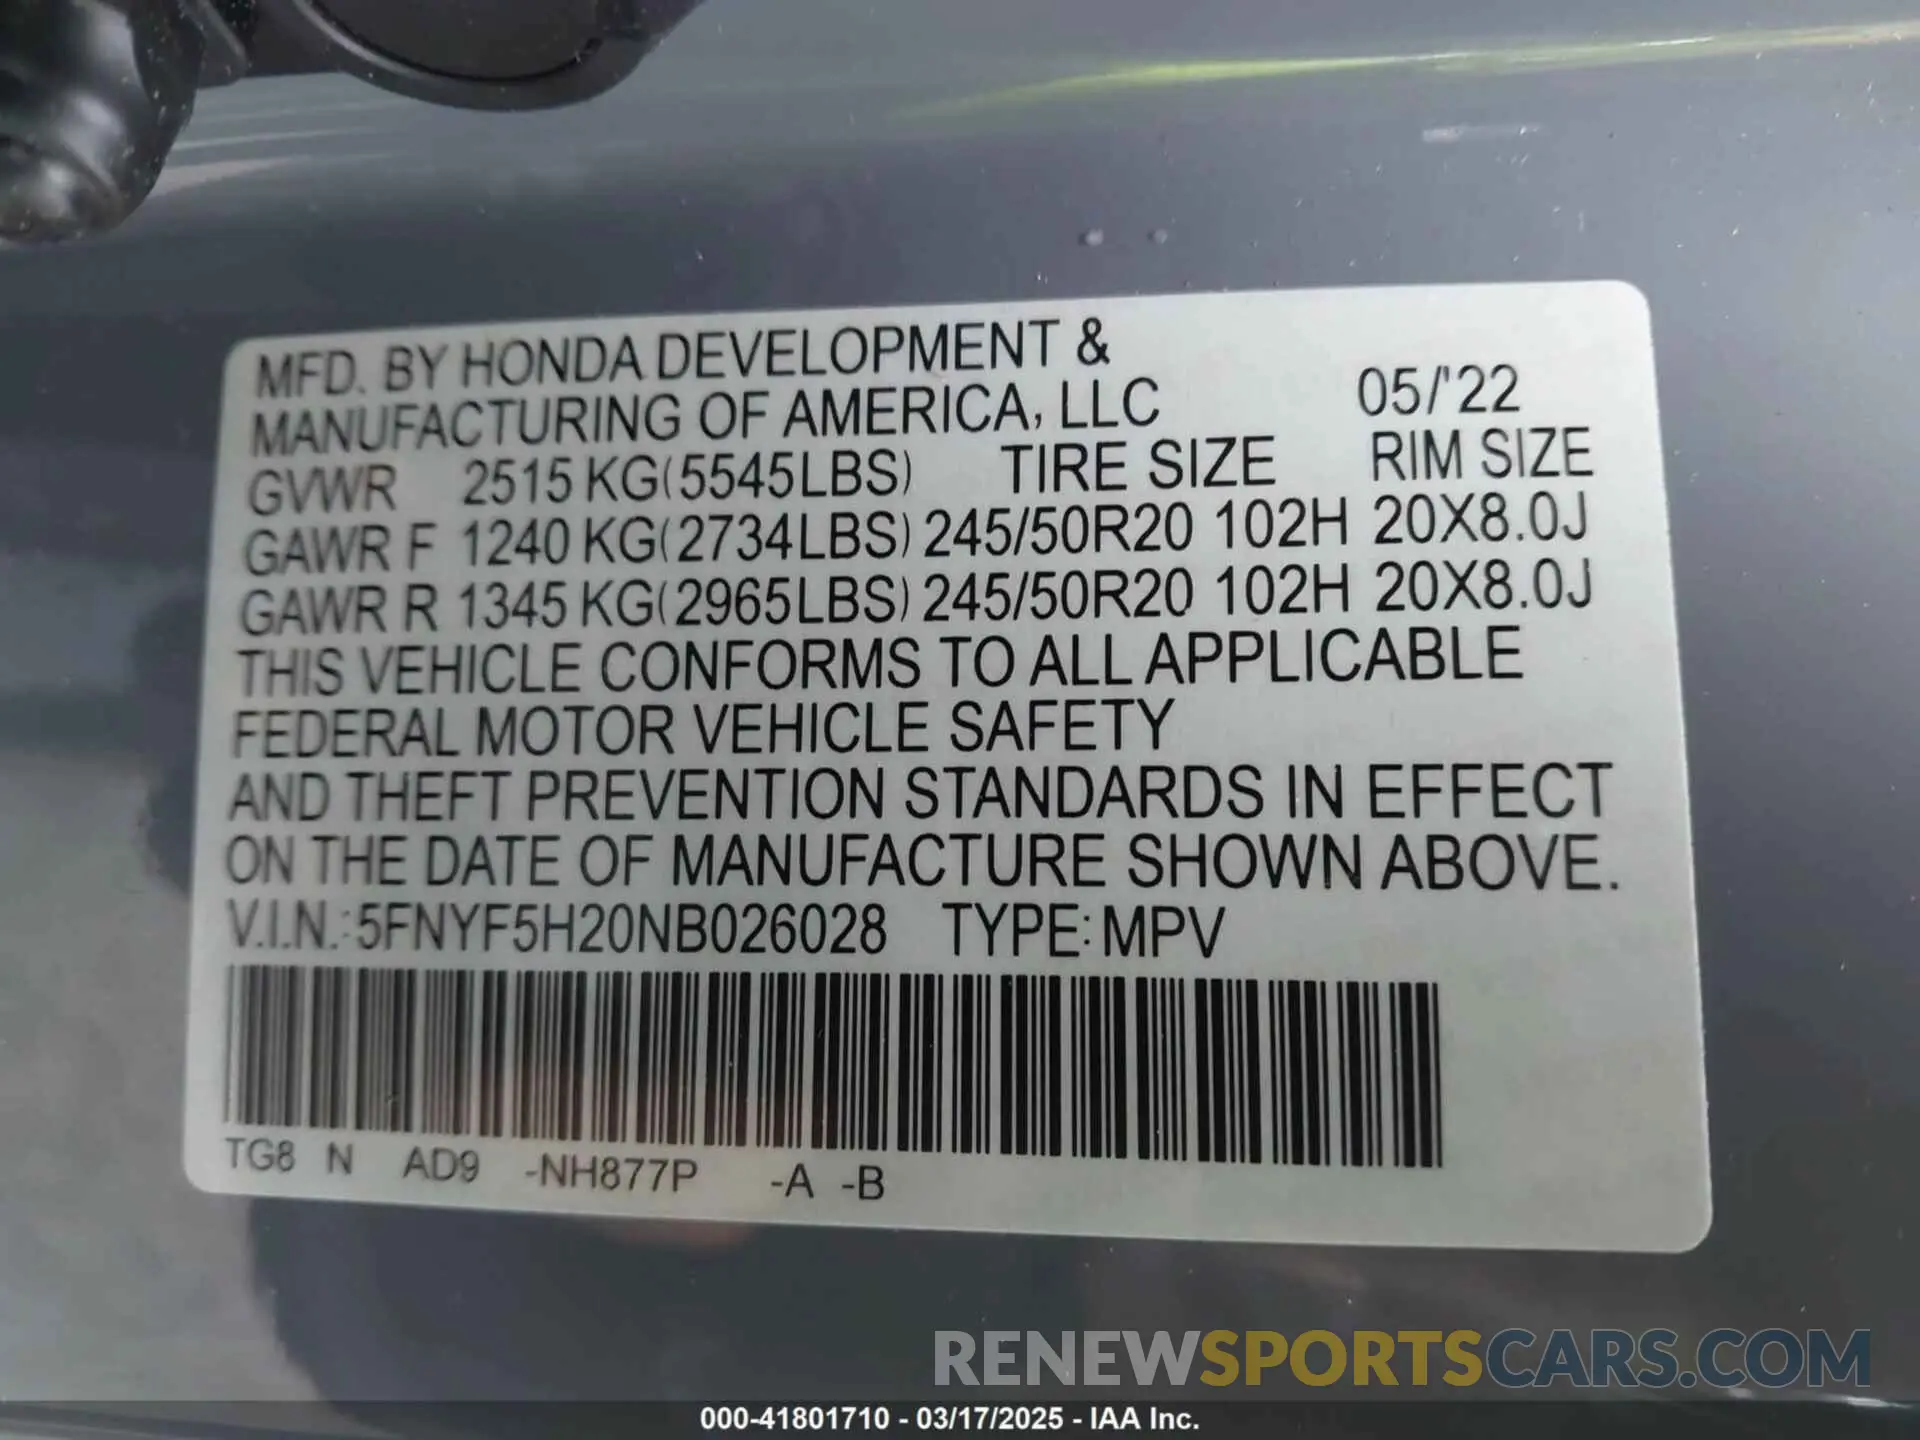 MFD. BY HONDA DEVELOPMENT &
MANUFACTURING OF AMERICA, LLC 05/'22
GVWR 2515 KG(5545LBS) TIRE SIZE RIM SIZE
GAWR F 1240 KG(2734LBS) 245/50R20 102H 20X8.0J
GAWR R 1345 KG(2965LBS) 245/50R20 102H 20X8.0J
THIS VEHICLE CONFORMS TO ALL APPLICABLE
FEDERAL MOTOR VEHICLE SAFETY
AND THEFT PREVENTION STANDARDS IN EFFECT
ON THE DATE OF MANUFACTURE SHOWN ABOVE.
V.I.N.: 5FNYF5H20NB026028 TYPE: MPV
TG8 N AD9 -NH877P -A -B
RENEWSPORTSCARS.COM
000-41801710 - 03/17/2025 - IAA Inc.